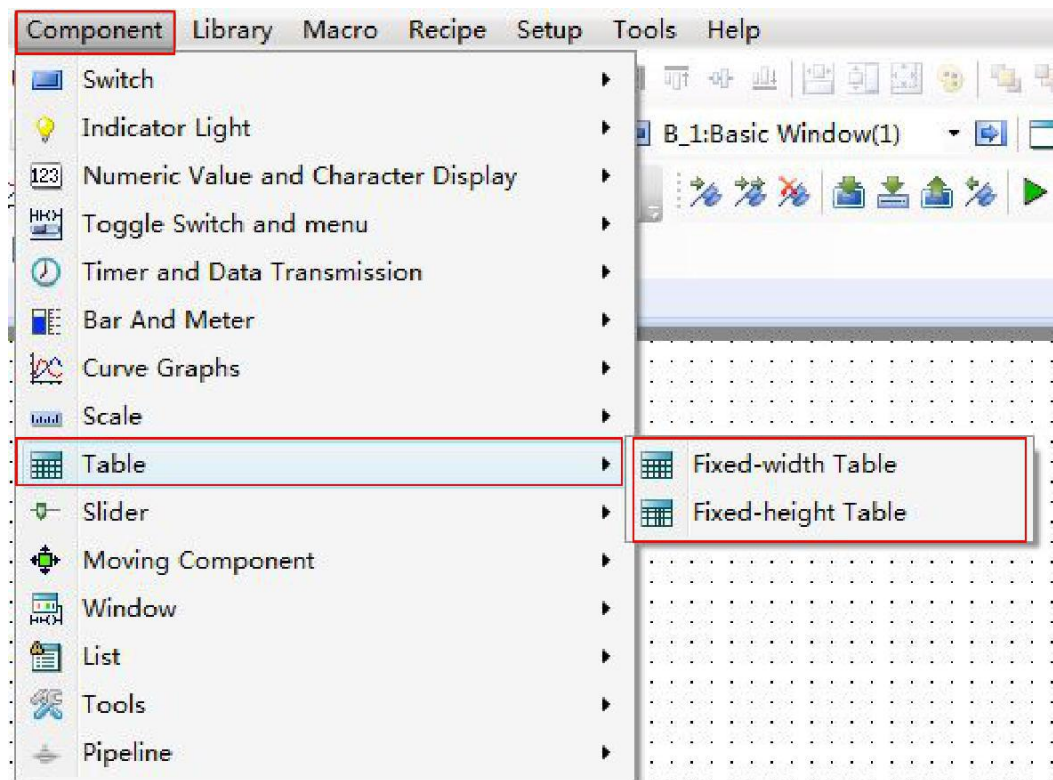 Component Library Macro Recipe Setup Tools Help
Switch
B_1:Basic Window(1)
Indicator Light
123 Numeric Value and Character Display
Toggle Switch and menu
Timer and Data Transmission
Bar And Meter
Curve Graphs
Scale
Table
Fixed-width Table
Fixed-height Table
Slider
Moving Component
Window
List
Tools
Pipeline